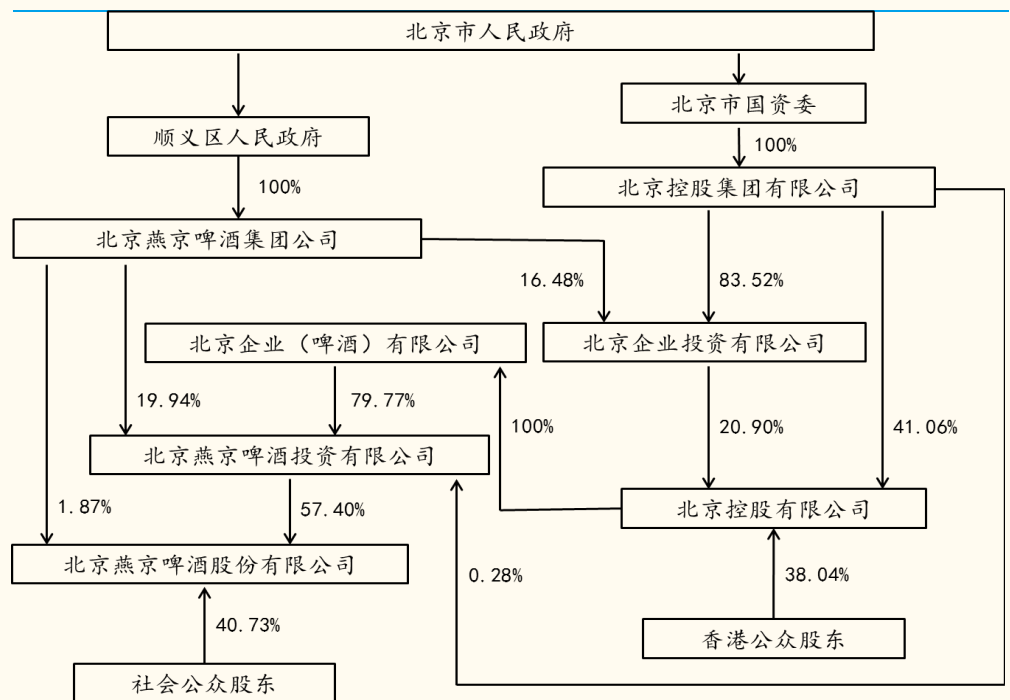 北京市人民政府
北京市国资委
顺义区人民政府
100%
北京控股集团有限公司
100%
北京燕京啤酒集团公司
16.48%
83.52%
北京企业（啤酒）有限公司
北京企业投资有限公司
19.94%
79.77%
100%
20.90%
41.06%
北京燕京啤酒投资有限公司
1.87%
57.40%
北京控股有限公司
北京燕京啤酒股份有限公司
0.28%
38.04%
40.73%
香港公众股东
社会公众股东